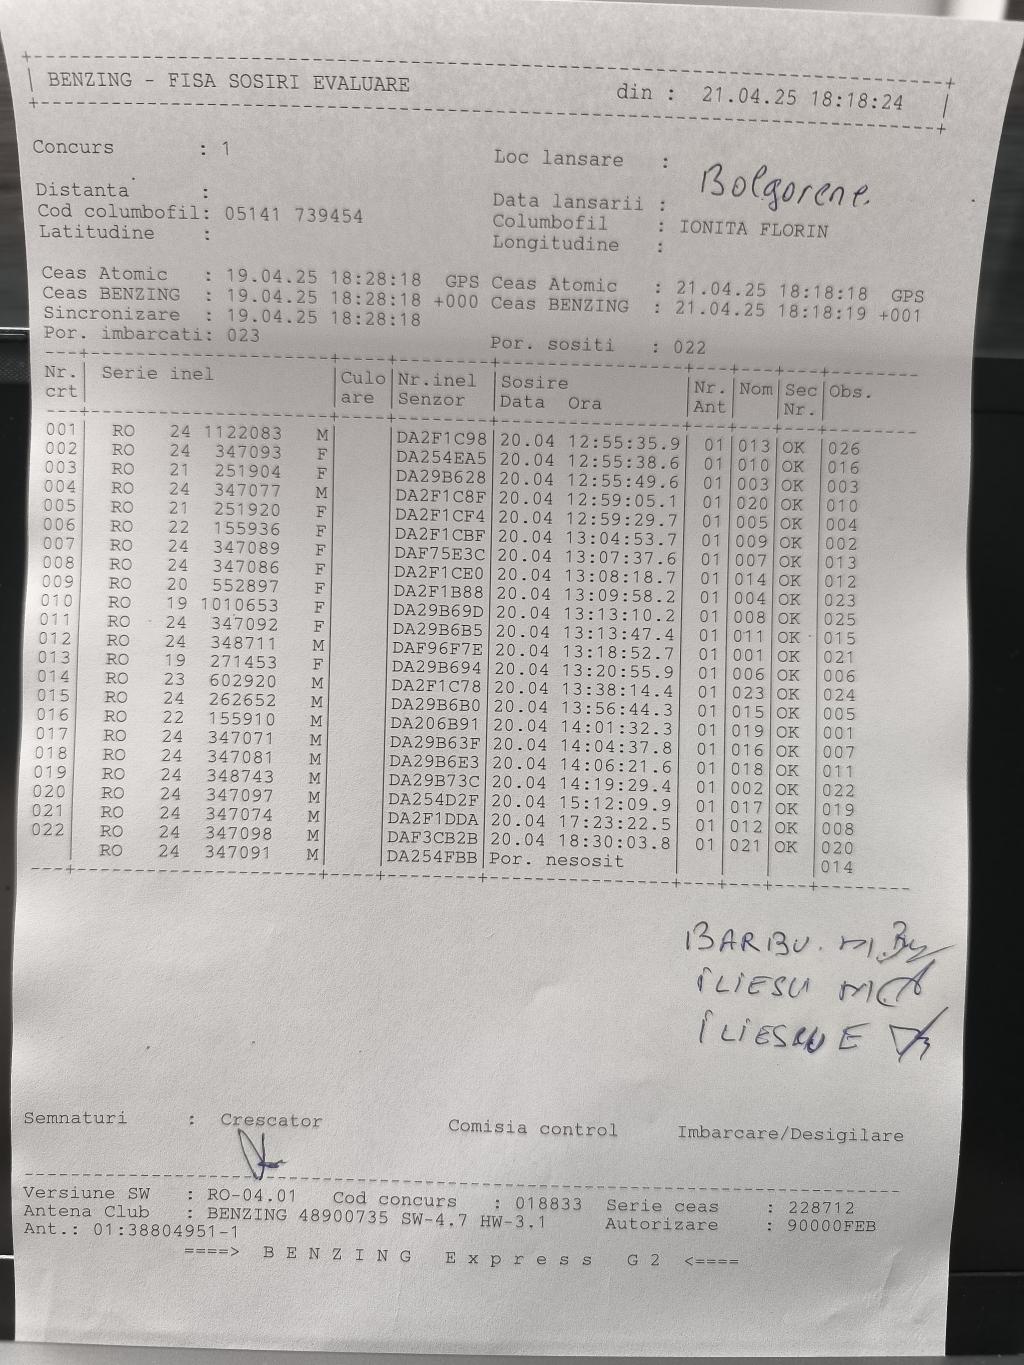 BENZING - FISA SOSIRI EVALUARE din : 21.04.25 18:18:24
Concurs : 1 Loc lansare : Bolgorene.
Distanta : Data lansarii :
Cod columbofil: 05141 739454 Columbofil : IONITA FLORIN
Latitudine : Longitudine :
Ceas Atomic : 19.04.25 18:28:18 GPS Ceas Atomic : 21.04.25 18:18:18 GPS
Ceas BENZING : 19.04.25 18:28:18 +000 Ceas BENZING : 21.04.25 18:18:19 +001
Sincronizare : 19.04.25 18:28:18
Por. imbarcati: 023 Por. sositi : 022
Nr. Serie inel Culo Nr.inel Sosire Nr. Nom Sec Obs.
crt are Senzor Data Ora Ant Nr.
001 RO 24 1122083 M DA2F1C98 20.04 12:55:35.9 01 013 OK 026
002 RO 24 347093 F DA254EA5 20.04 12:55:38.6 01 010 OK 016
003 RO 21 251904 F DA29B628 20.04 12:55:49.6 01 003 OK 003
004 RO 24 347077 M DA2F1C8F 20.04 12:59:05.1 01 020 OK 010
005 RO 21 251920 F DA2F1CF4 20.04 12:59:29.7 01 005 OK 004
006 RO 22 155936 F DA2F1CBF 20.04 13:04:53.7 01 009 OK 002
007 RO 24 347089 F DAF75E3C 20.04 13:07:37.6 01 007 OK 013
008 RO 24 347086 F DA2F1CE0 20.04 13:08:18.7 01 014 OK 012
009 RO 20 552897 F DA2F1B88 20.04 13:09:58.2 01 004 OK 023
010 RO 19 1010653 F DA29B69D 20.04 13:13:10.2 01 008 OK 025
011 RO 24 347092 F DA29B6B5 20.04 13:13:47.4 01 011 OK 015
012 RO 24 348711 M DAF96F7E 20.04 13:18:52.7 01 001 OK 021
013 RO 19 271453 F DA29B694 20.04 13:20:55.9 01 006 OK 006
014 RO 23 602920 M DA2F1C78 20.04 13:38:14.4 01 023 OK 024
015 RO 24 262652 M DA29B6B0 20.04 13:56:44.3 01 015 OK 005
016 RO 22 155910 M DA206B91 20.04 14:01:32.3 01 019 OK 001
017 RO 24 347071 M DA29B63F 20.04 14:04:37.8 01 016 OK 007
018 RO 24 347081 M DA29B6E3 20.04 14:06:21.6 01 018 OK 011
019 RO 24 348743 M DA29B73C 20.04 14:19:29.4 01 002 OK 022
020 RO 24 347097 M DA254D2F 20.04 15:12:09.9 01 017 OK 019
021 RO 24 347074 M DA2F1DDA 20.04 17:23:22.5 01 012 OK 008
022 RO 24 347098 M DAF3CB2B 20.04 18:30:03.8 01 021 OK 020
RO 24 347091 M DA254FBB Por. nesosit 014
BARBU. M.
ILIESU M
ILIESCU E
Semnaturi : Crescator Comisia control Imbarcare/Desigilare
Versiune SW : RO-04.01 Cod concurs : 018833 Serie ceas : 228712
Antena Club : BENZING 48900735 SW-4.7 HW-3.1 Autorizare : 90000FEB
Ant.: 01:38804951-1
====> B E N Z I N G E x p r e s s G 2 <====